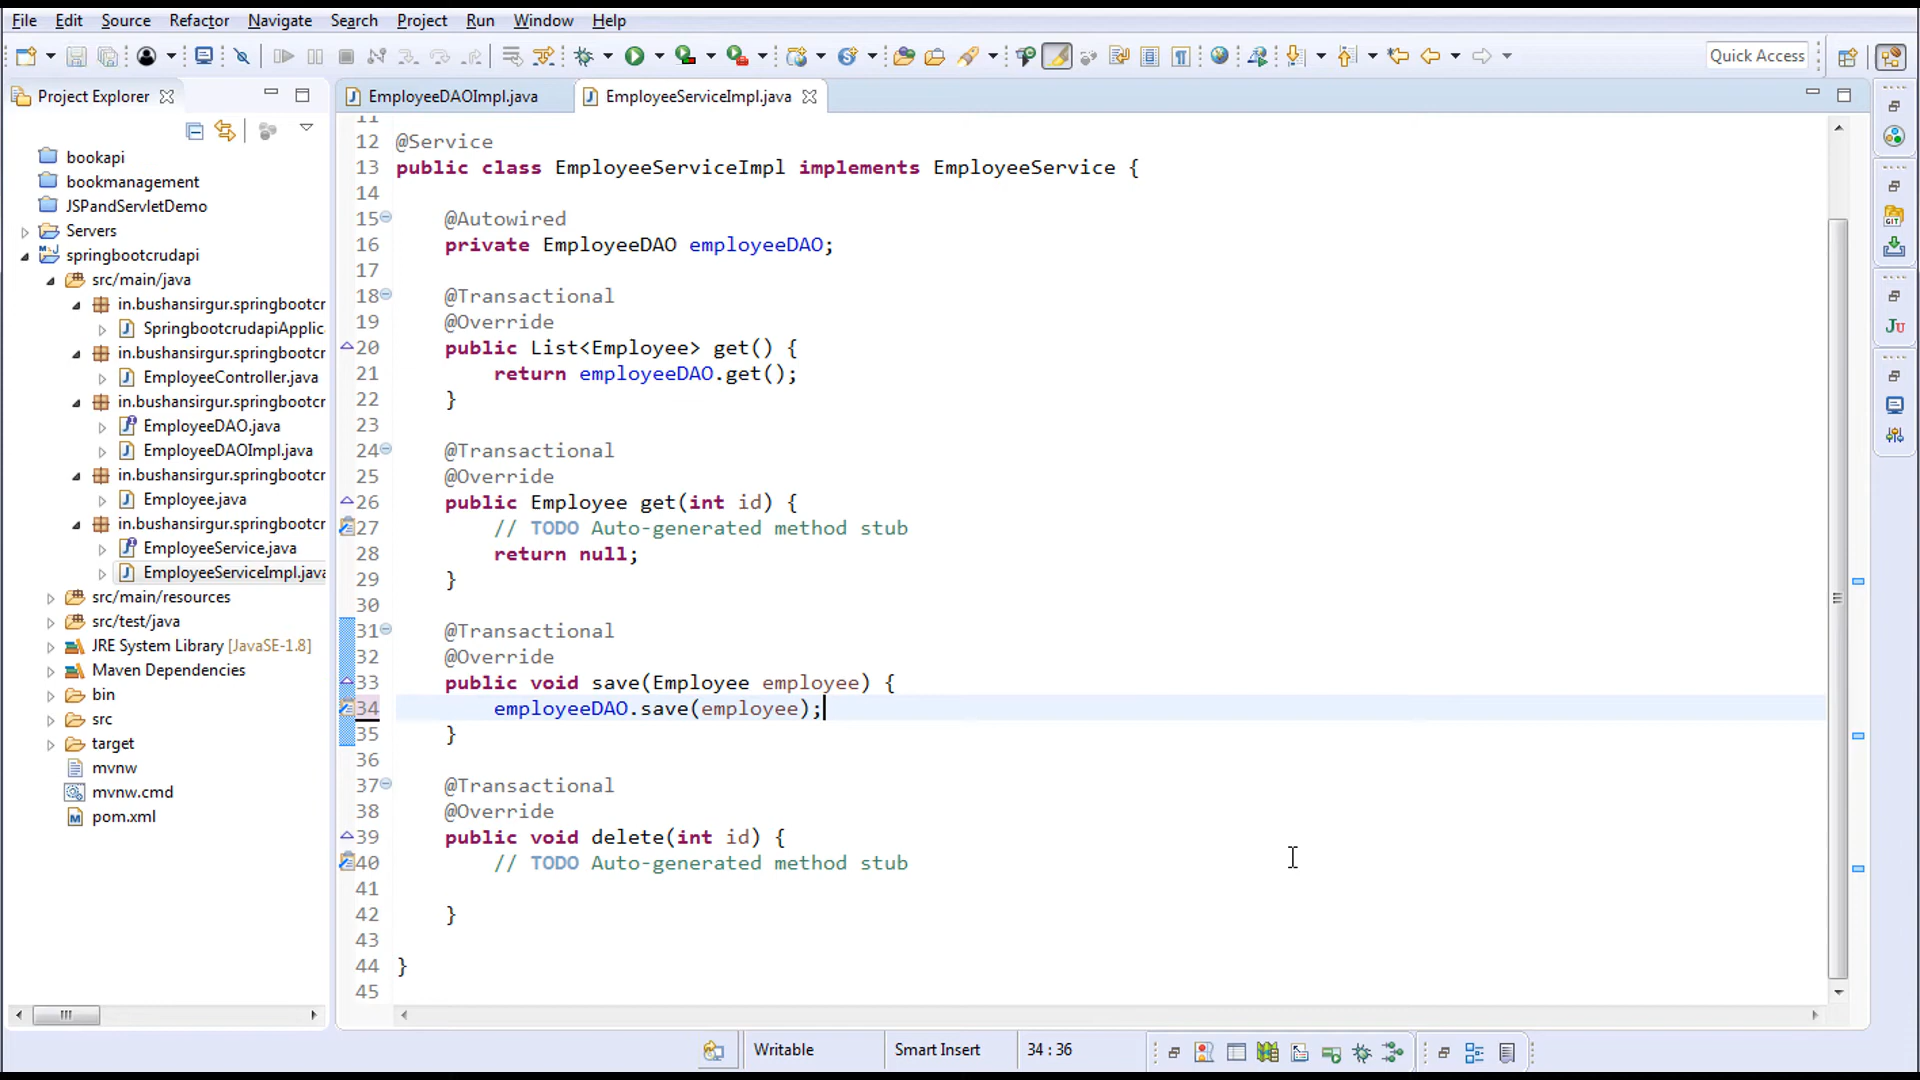 File Edit Source Refactor Navigate Search Project Run Window Help
Quick Access
Project Explorer
EmployeeDAOImpl.java
EmployeeServiceImpl.java
bookapi
bookmanagement
JSPandServletDemo
Servers
springbootcrudapi
src/main/java
in.bushansirgur.springbootcr
SpringbootcrudapiApplic
in.bushansirgur.springbootcr
EmployeeController.java
in.bushansirgur.springbootcr
EmployeeDAO.java
EmployeeDAOImpl.java
in.bushansirgur.springbootcr
Employee.java
in.bushansirgur.springbootcr
EmployeeService.java
EmployeeServiceImpl.java
src/main/resources
src/test/java
JRE System Library [JavaSE-1.8]
Maven Dependencies
bin
src
target
mvnw
mvnw.cmd
pom.xml
11
12 @Service
13 public class EmployeeServiceImpl implements EmployeeService {
14
15 @Autowired
16 private EmployeeDAO employeeDAO;
17
18 @Transactional
19 @Override
20 public List<Employee> get() {
21 return employeeDAO.get();
22 }
23
24 @Transactional
25 @Override
26 public Employee get(int id) {
27 // TODO Auto-generated method stub
28 return null;
29 }
30
31 @Transactional
32 @Override
33 public void save(Employee employee) {
34 employeeDAO.save(employee);
35 }
36
37 @Transactional
38 @Override
39 public void delete(int id) {
40 // TODO Auto-generated method stub
41
42 }
43
44 }
45
Writable
Smart Insert
34 : 36